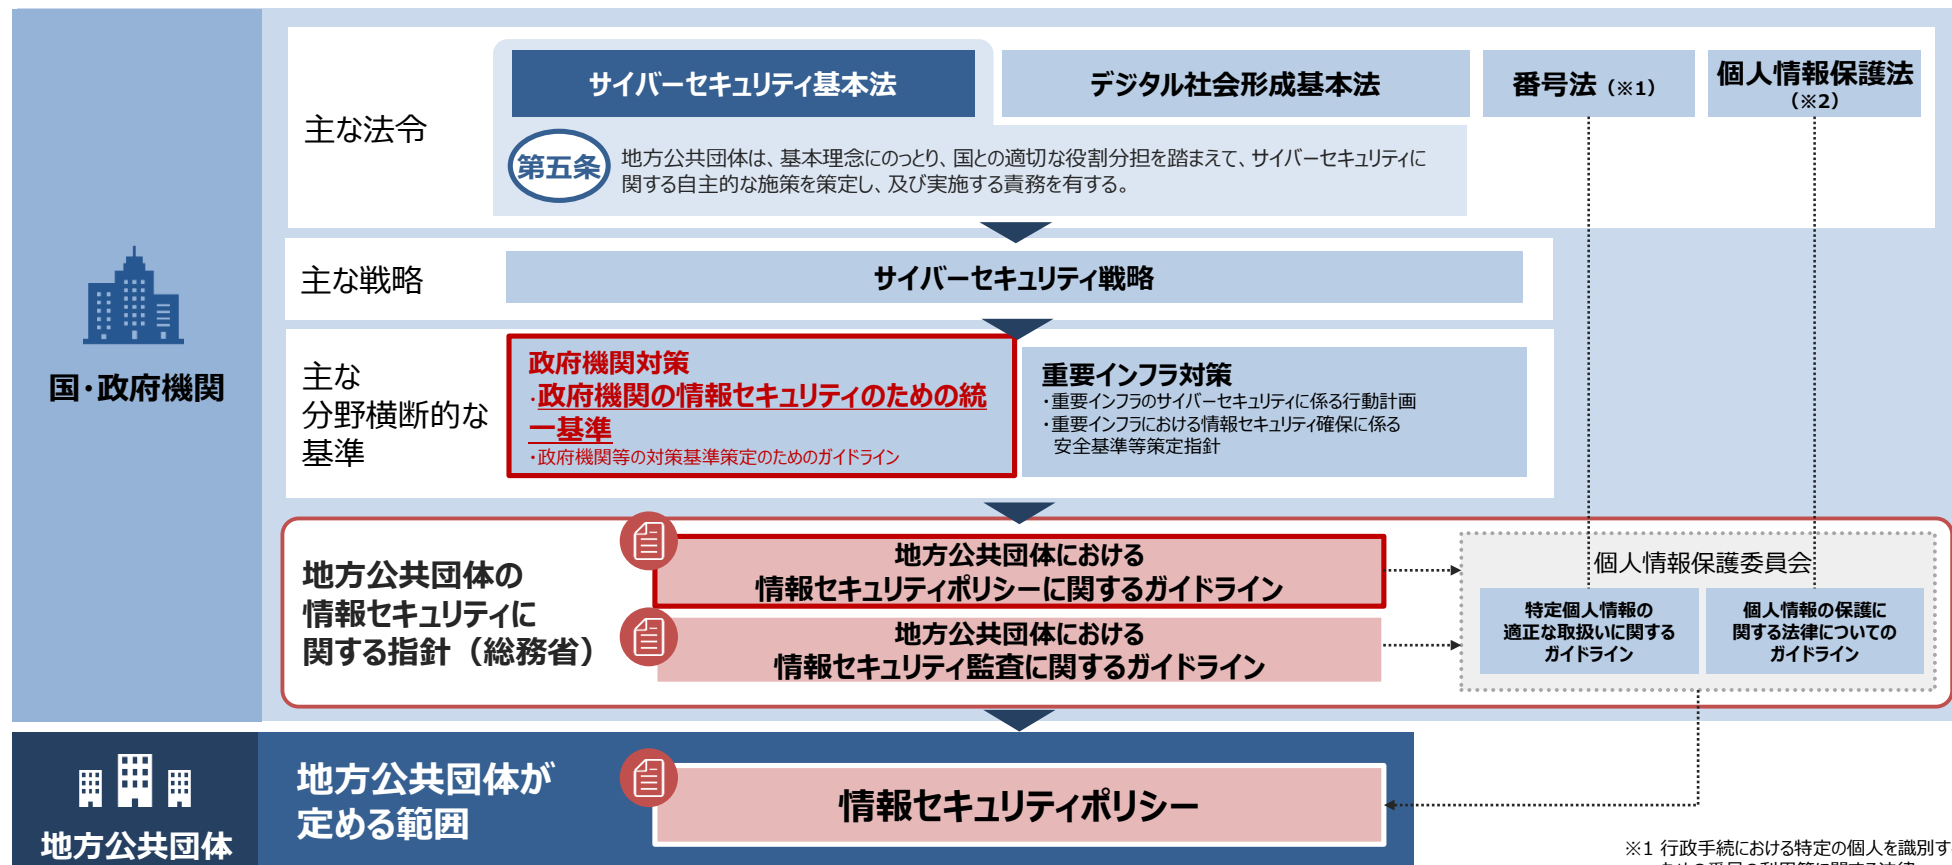 国・政府機関
主な法令
サイバーセキュリティ基本法
デジタル社会形成基本法
番号法（※1）
個人情報保護法
（※2）
第五条
地方公共団体は、基本理念にのっとり、国との適切な役割分担を踏まえて、サイバーセキュリティに
関する自主的な施策を策定し、及び実施する責務を有する。
主な戦略
サイバーセキュリティ戦略
主な
分野横断的な
基準
政府機関対策
・政府機関の情報セキュリティのための統
一基準
・政府機関等の対策基準策定のためのガイドライン
重要インフラ対策
・重要インフラのサイバーセキュリティに係る行動計画
・重要インフラにおける情報セキュリティ確保に係る
安全基準等策定指針
地方公共団体の
情報セキュリティに
関する指針（総務省）
地方公共団体における
情報セキュリティポリシーに関するガイドライン
地方公共団体における
情報セキュリティ監査に関するガイドライン
個人情報保護委員会
特定個人情報の
適正な取扱いに関する
ガイドライン
個人情報の保護に
関する法律についての
ガイドライン
地方公共団体
地方公共団体が
定める範囲
情報セキュリティポリシー
※1 行政手続における特定の個人を識別す